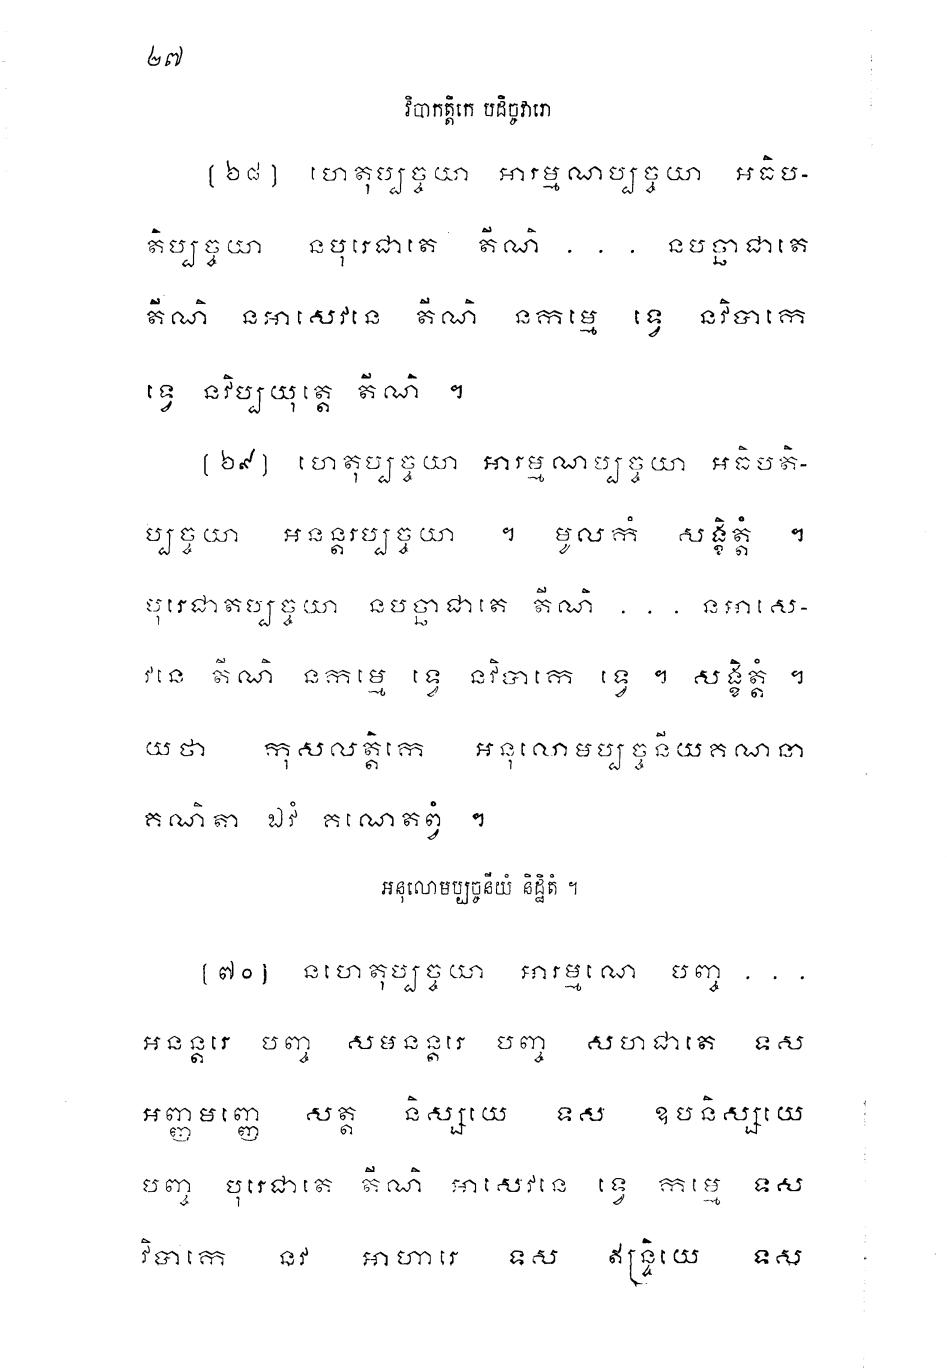 ២៧
វិបាកត្តិកេ បដិច្ចវារោ
(៦៨) ហេតុប្បច្ចយា អារម្មណប្បច្ចយា អធិប-
តិប្បច្ចយា នបុរេជាតេ តីណិ . . . នបច្ឆាជាតេ
តីណិ នអាសេវនេ តីណិ នកម្មេ ទ្វេ នវិបាកេ
ទ្វេ នវិប្បយុត្តេ តីណិ ។
(៦៩) ហេតុប្បច្ចយា អារម្មណប្បច្ចយា អធិបតិ-
ប្បច្ចយា អនន្តរប្បច្ចយា ។ មូលកំ សង្ខិត្តំ ។
បុរេជាតប្បច្ចយា នបច្ឆាជាតេ តីណិ . . . នអាសេ-
វនេ តីណិ នកម្មេ ទ្វេ នវិបាកេ ទ្វេ ។ សង្ខិត្តំ ។
យថា កុសលត្តិកេ អនុលោមប្បច្ចនីយគណនា
គណិតា ឯវំ គណេតព្វំ ។
អនុលោមប្ប្ចច្ចនីយំ និដ្ឋិតំ ។
(៧០) នហេតុប្បច្ចយា អារម្មណេ បញ្ច . . .
អនន្តរេ បញ្ច សមនន្តរេ បញ្ច សហជាតេ ទស
អញ្ញមញ្ញេ សត្ត និស្សយេ ទស ឧបនិស្សយេ
បញ្ច បុរេជាតេ តីណិ អាសេវនេ ទ្វេ កម្មេ ទស
វិបាកេ នវ អាហារេ ទស ឥន្ទ្រិយេ ទស